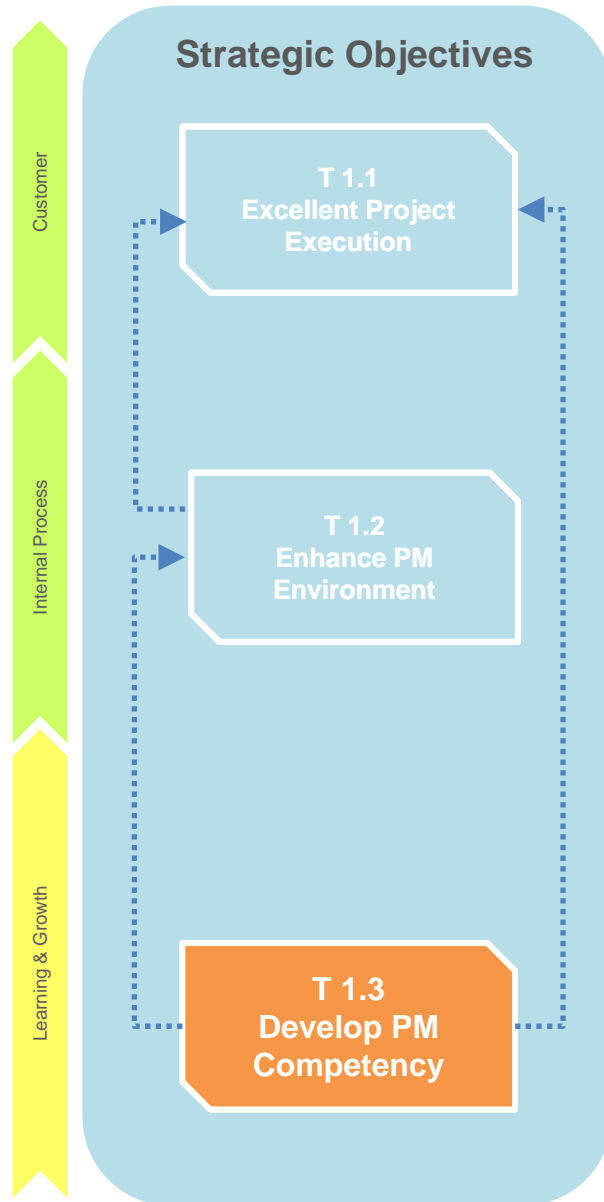 Strategic Objectives
Customer
T 1.1
Excellent Project
Execution
Internal Process
T 1.2
Enhance PM
Environment
Learning & Growth
T 1.3
Develop PM
Competency